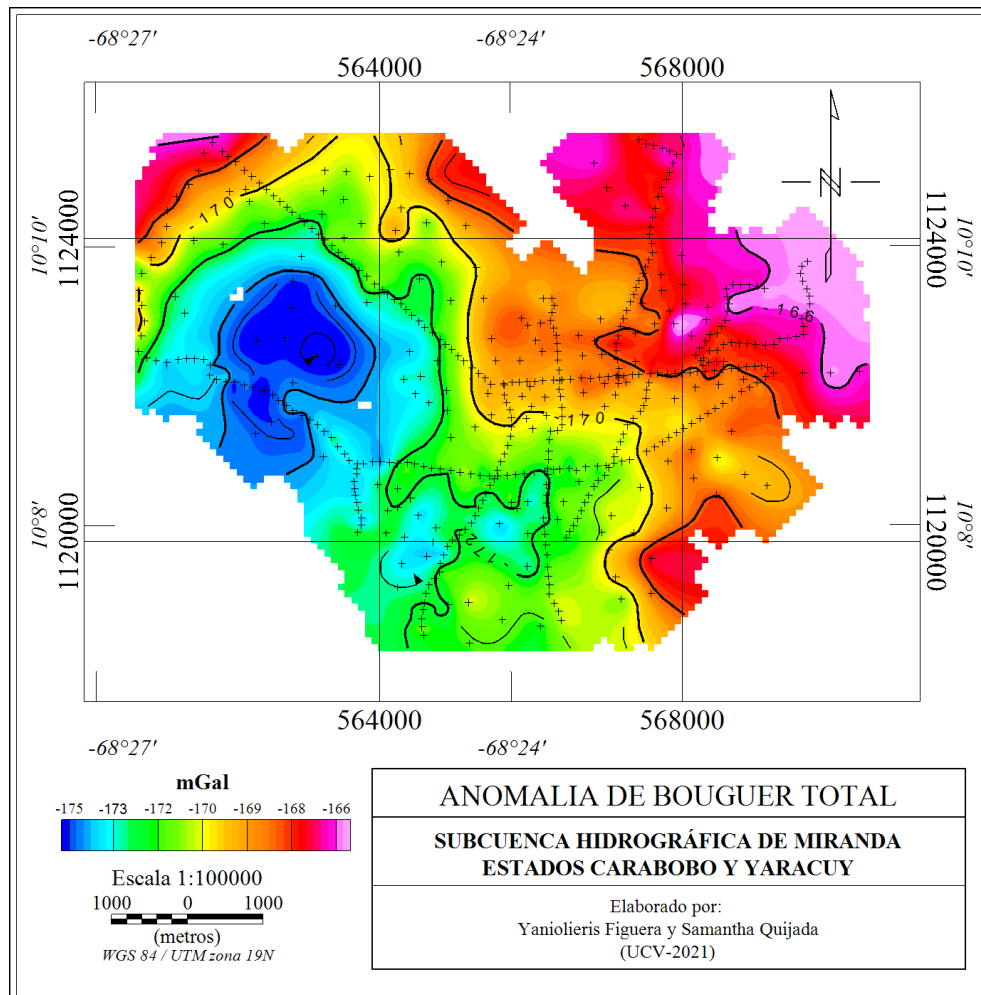 -68°27'
-68°24'
564000
568000
N
1124000
10°10'
10°10'
1124000
-170
-166
-170
-172
10°8'
1120000
1120000
10°8'
564000
568000
-68°27'
-68°24'
mGal
-175 -173 -172 -170 -169 -168 -166
Escala 1:100000
1000 0 1000
(metros)
WGS 84 / UTM zona 19N
ANOMALIA DE BOUGUER TOTAL
SUBCUENCA HIDROGRÁFICA DE MIRANDA
ESTADOS CARABOBO Y YARACUY
Elaborado por:
Yaniolieris Figuera y Samantha Quijada
(UCV-2021)